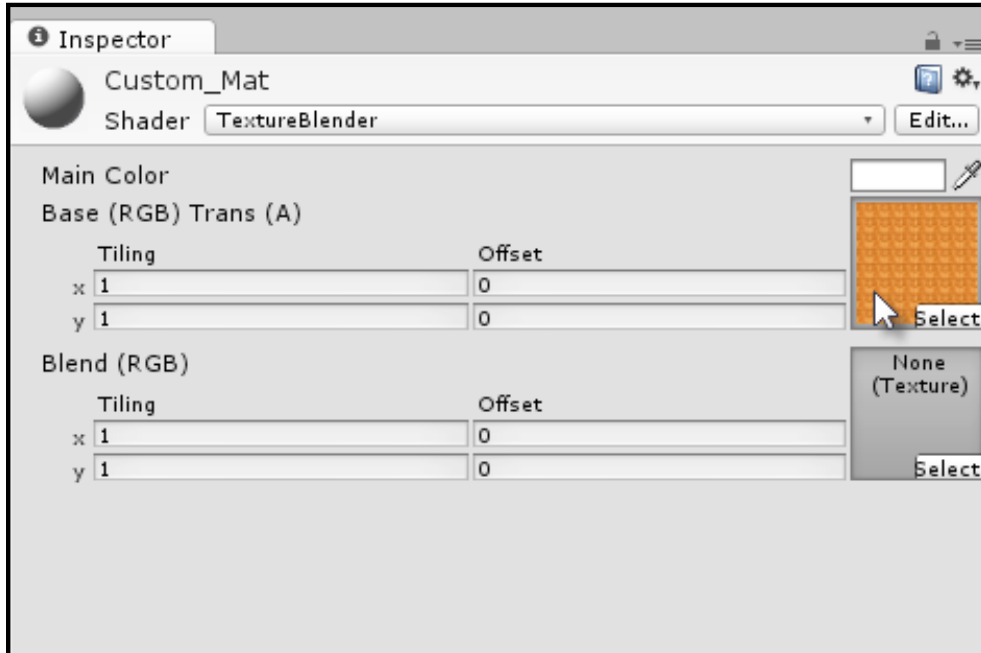 Inspector
Custom_Mat
Shader TextureBlender Edit...
Main Color
Base (RGB) Trans (A)
Tiling Offset
x 1 0
y 1 0 Select
Blend (RGB) None
(Texture)
Tiling Offset
x 1 0
y 1 0 Select